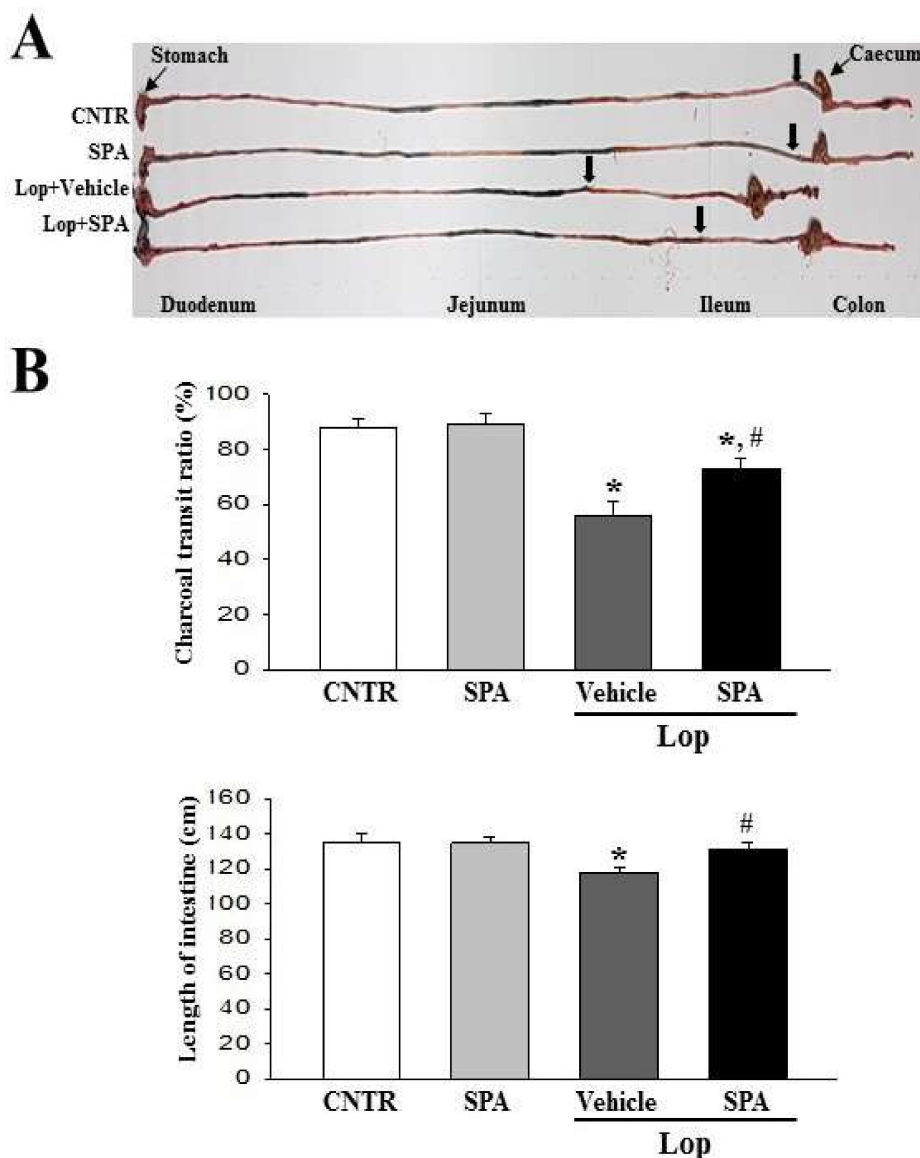 A
Stomach
Caecum
CNTR
SPA
Lop+Vehicle
Lop+SPA
Duodenum Jejunum Ileum Colon
B
Charcoal transit ratio (%)
100
80
60
40
20
0
*
*, #
CNTR SPA Vehicle SPA
Lop
Length of intestine (cm)
160
140
120
100
80
60
40
20
0
*
#
CNTR SPA Vehicle SPA
Lop